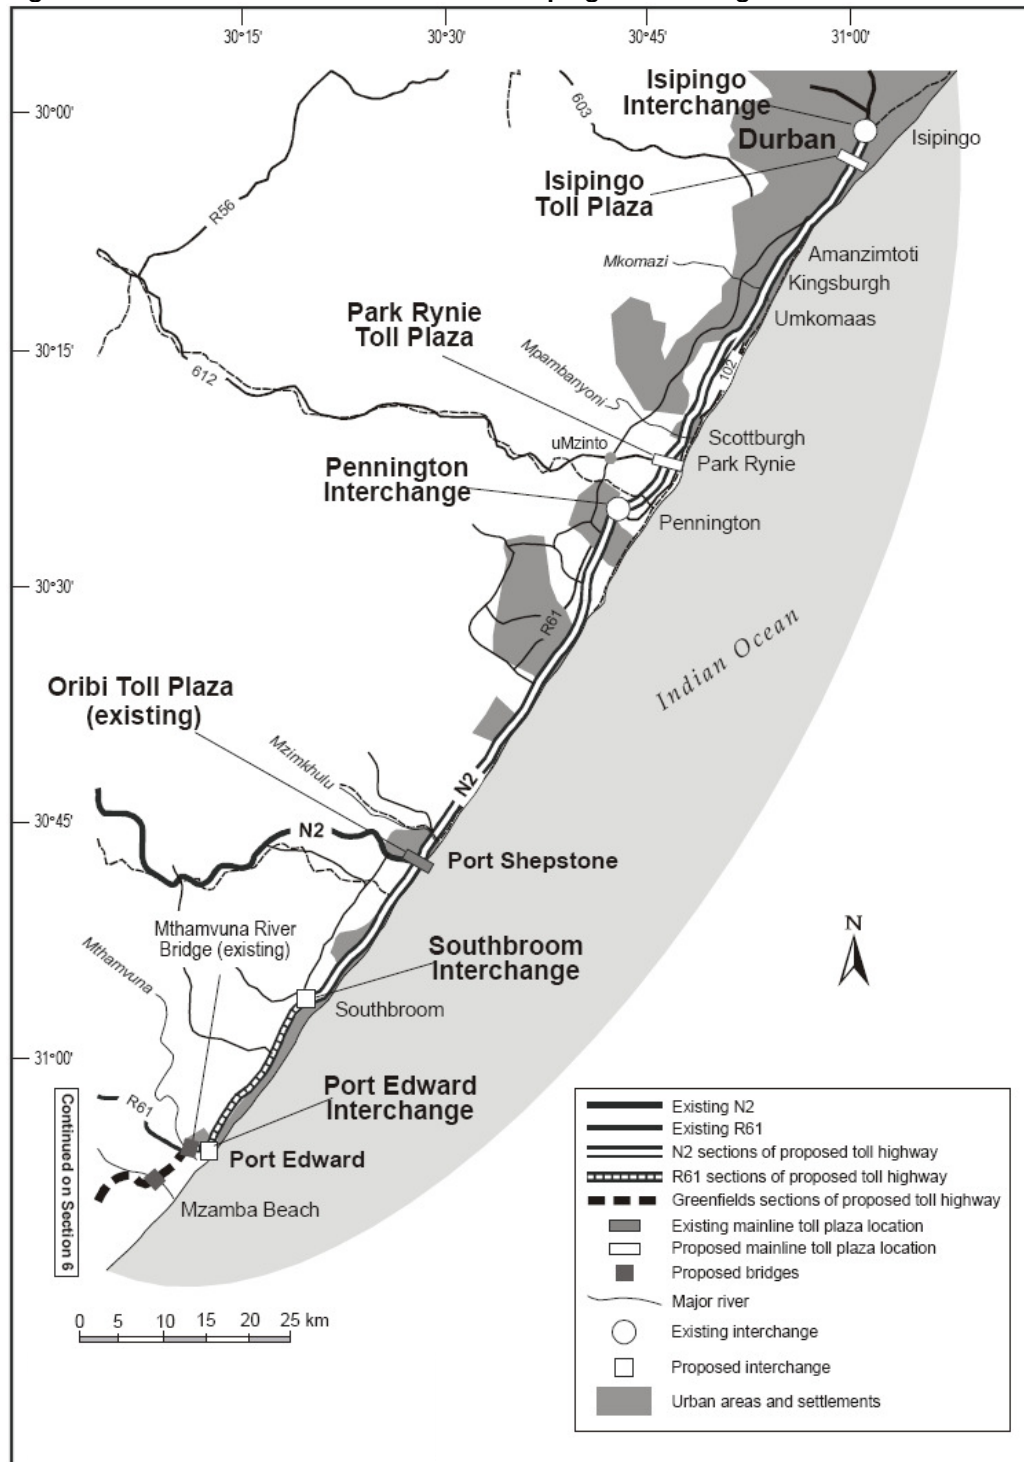 30°15'
30°30'
30°45'
31°00'
30°00'
30°15'
30°30'
30°45'
31°00'
Isipingo
Interchange
Durban
Isipingo
603
Isipingo
Toll Plaza
R56
Mkomazi
Amanzimtoti
Kingsburgh
Umkomaas
Park Rynie
Toll Plaza
612
Mpambanyoni
102
uMzinto
Scottburgh
Park Rynie
Pennington
Interchange
Pennington
R61
Indian Ocean
Oribi Toll Plaza
(existing)
Mzimkhulu
N2
N2
Port Shepstone
Mthamvuna River
Bridge (existing)
Mthamvuna
Southbroom
Interchange
Southbroom
N
Port Edward
Interchange
R61
Port Edward
Mzamba Beach
Continued on Section 6
0 5 10 15 20 25 km
Existing N2
Existing R61
N2 sections of proposed toll highway
R61 sections of proposed toll highway
Greenfields sections of proposed toll highway
Existing mainline toll plaza location
Proposed mainline toll plaza location
Proposed bridges
Major river
Existing interchange
Proposed interchange
Urban areas and settlements